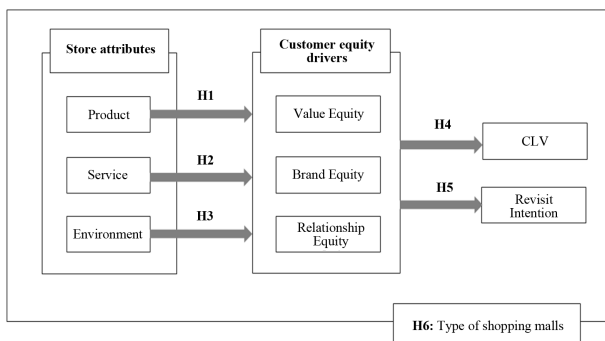 Store attributes
Customer equity
drivers
H1
Product
Value Equity
H4
CLV
H2
Service
Brand Equity
H5
Revisit
Intention
H3
Environment
Relationship
Equity
H6: Type of shopping malls